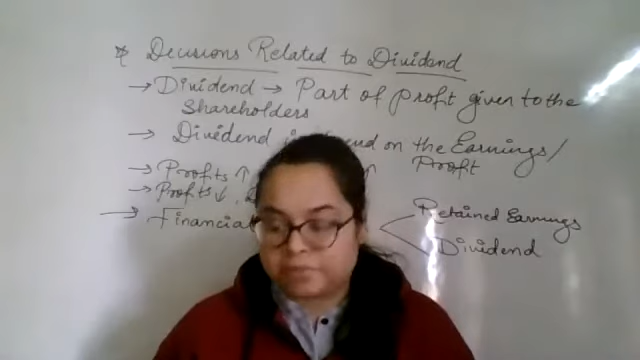 * Decisions Related to Dividend
→ Dividend → Part of profit given to the
Shareholders
→ Dividend on the Earnings/
Profit
→ Profits ↑ ↑
→ Profits ↓,
→ Financial
Retained Earnings
Dividend